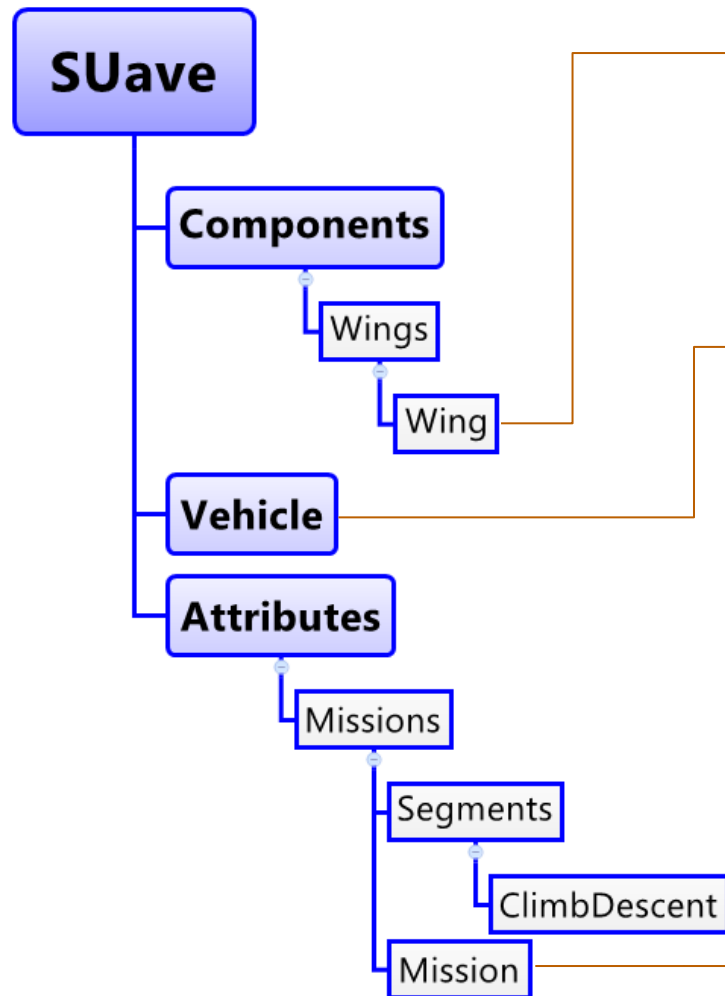 SUave
Components
Wings
Wing
Vehicle
Attributes
Missions
Segments
ClimbDescent
Mission